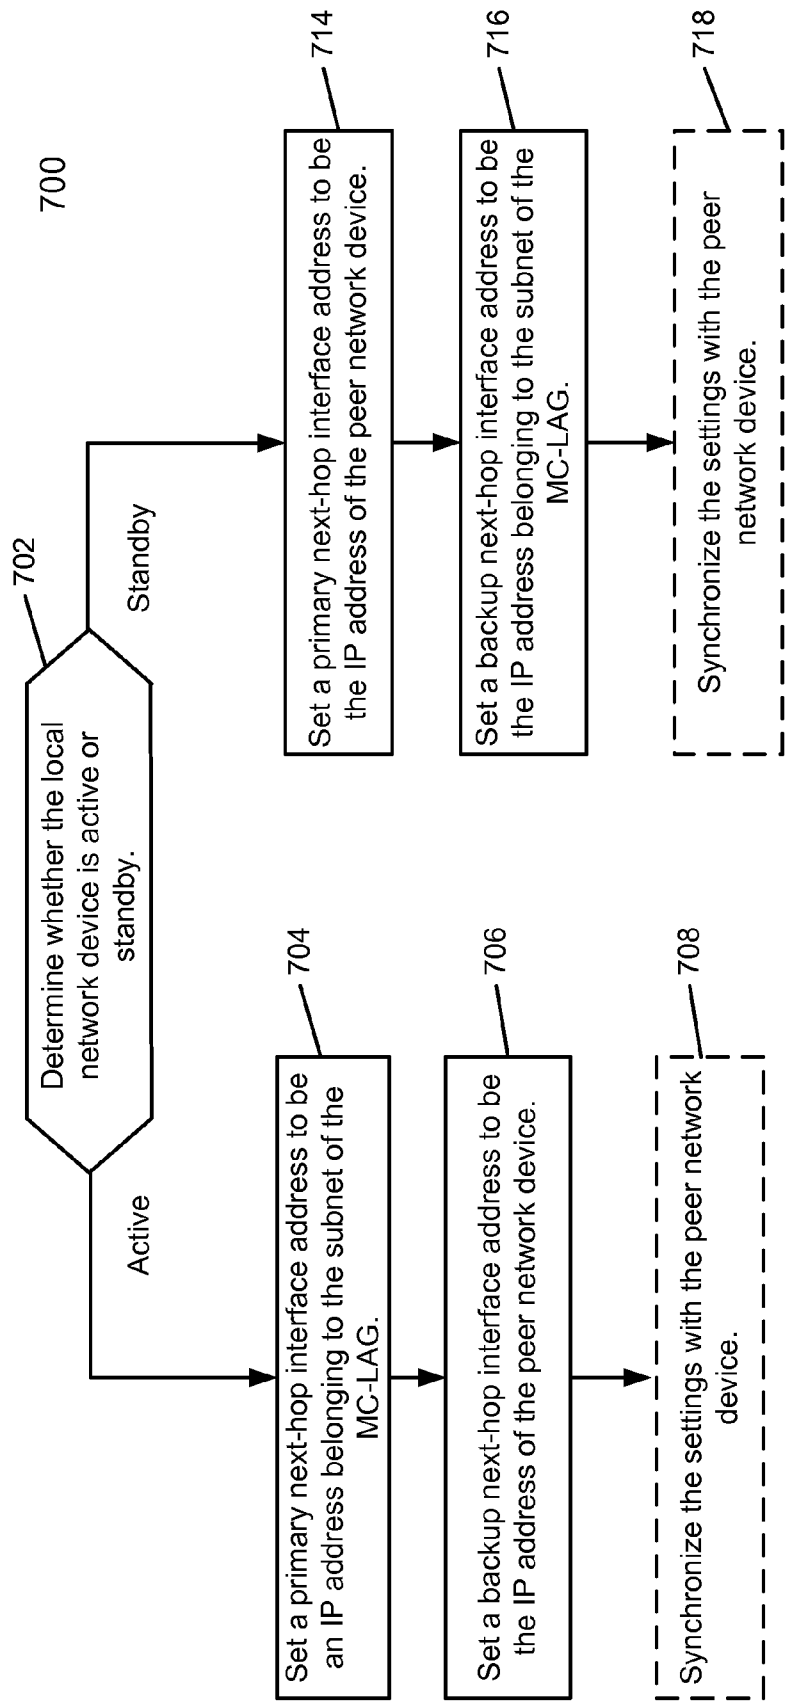 700
702
Determine whether the local
network device is active or
standby.
Active
Standby
704
Set a primary next-hop interface address to be
an IP address belonging to the subnet of the
MC-LAG.
706
Set a backup next-hop interface address to be
the IP address of the peer network device.
708
Synchronize the settings with the peer network
device.
714
Set a primary next-hop interface address to be
the IP address of the peer network device.
716
Set a backup next-hop interface address to be
the IP address belonging to the subnet of the
MC-LAG.
718
Synchronize the settings with the peer
network device.